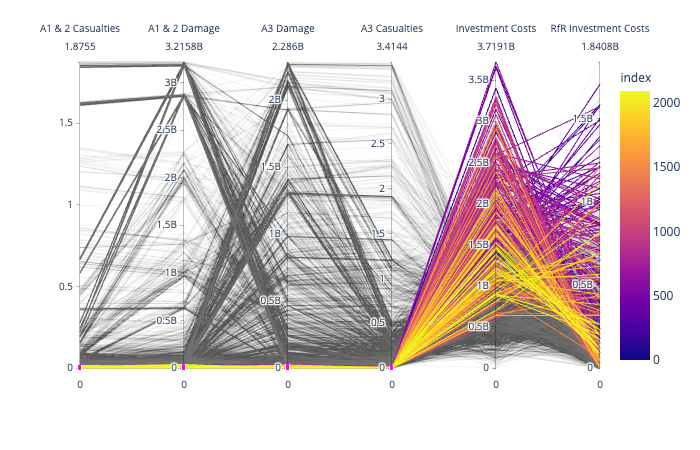 A1 & 2 Casualties A1 & 2 Damage A3 Damage A3 Casualties Investment Costs RfR Investment Costs
1.8755 3.2158B 2.286B 3.4144 3.7191B 1.8408B
index
3.5B
3B
2B
3
2000
1.5
3B
1.5B
2.5B
2.5
2.5B
1.5B
1500
2B
2
1
2B
1B
1.5B
1B
1.5
1.5B
1000
1B
1
0.5
1B
0.5B
0.5B
500
0.5B
0.5
0.5B
0 0 0 0 0 0 0
0 0 0 0 0 0